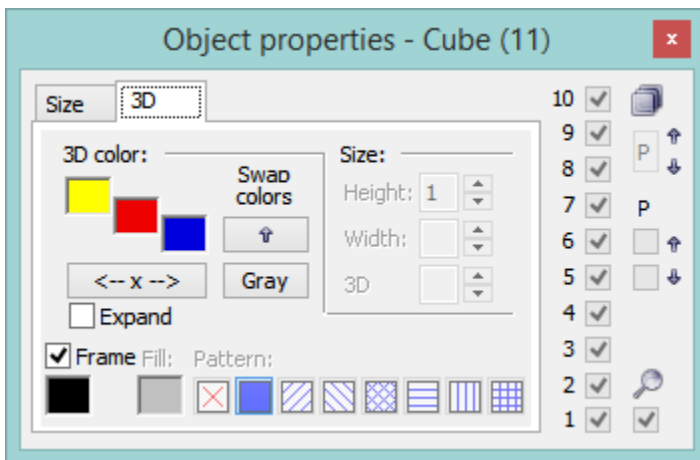 Object properties - Cube (11)
x
Size
3D
3D color:
Swap colors
<-- x -->
Gray
Expand
Size:
Height: 1
Width:
3D
Frame
Fill:
Pattern:
10
9
8
7
6
5
4
3
2
1
P
P